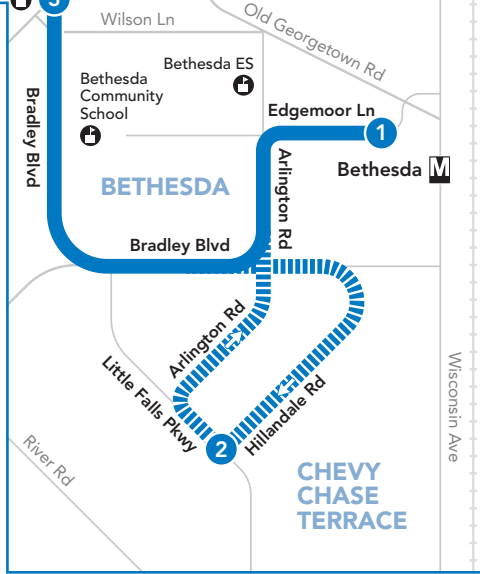 3
Wilson Ln
Old Georgetown Rd
Bethesda ES
Bethesda
Community
School
Edgemoor Ln
1
Bradley Blvd
Arlington Rd
Bethesda M
BETHESDA
Bradley Blvd
Arlington Rd
Little Falls Pkwy
Hillandale Rd
Wisconsin Ave
2
River Rd
CHEVY
CHASE
TERRACE